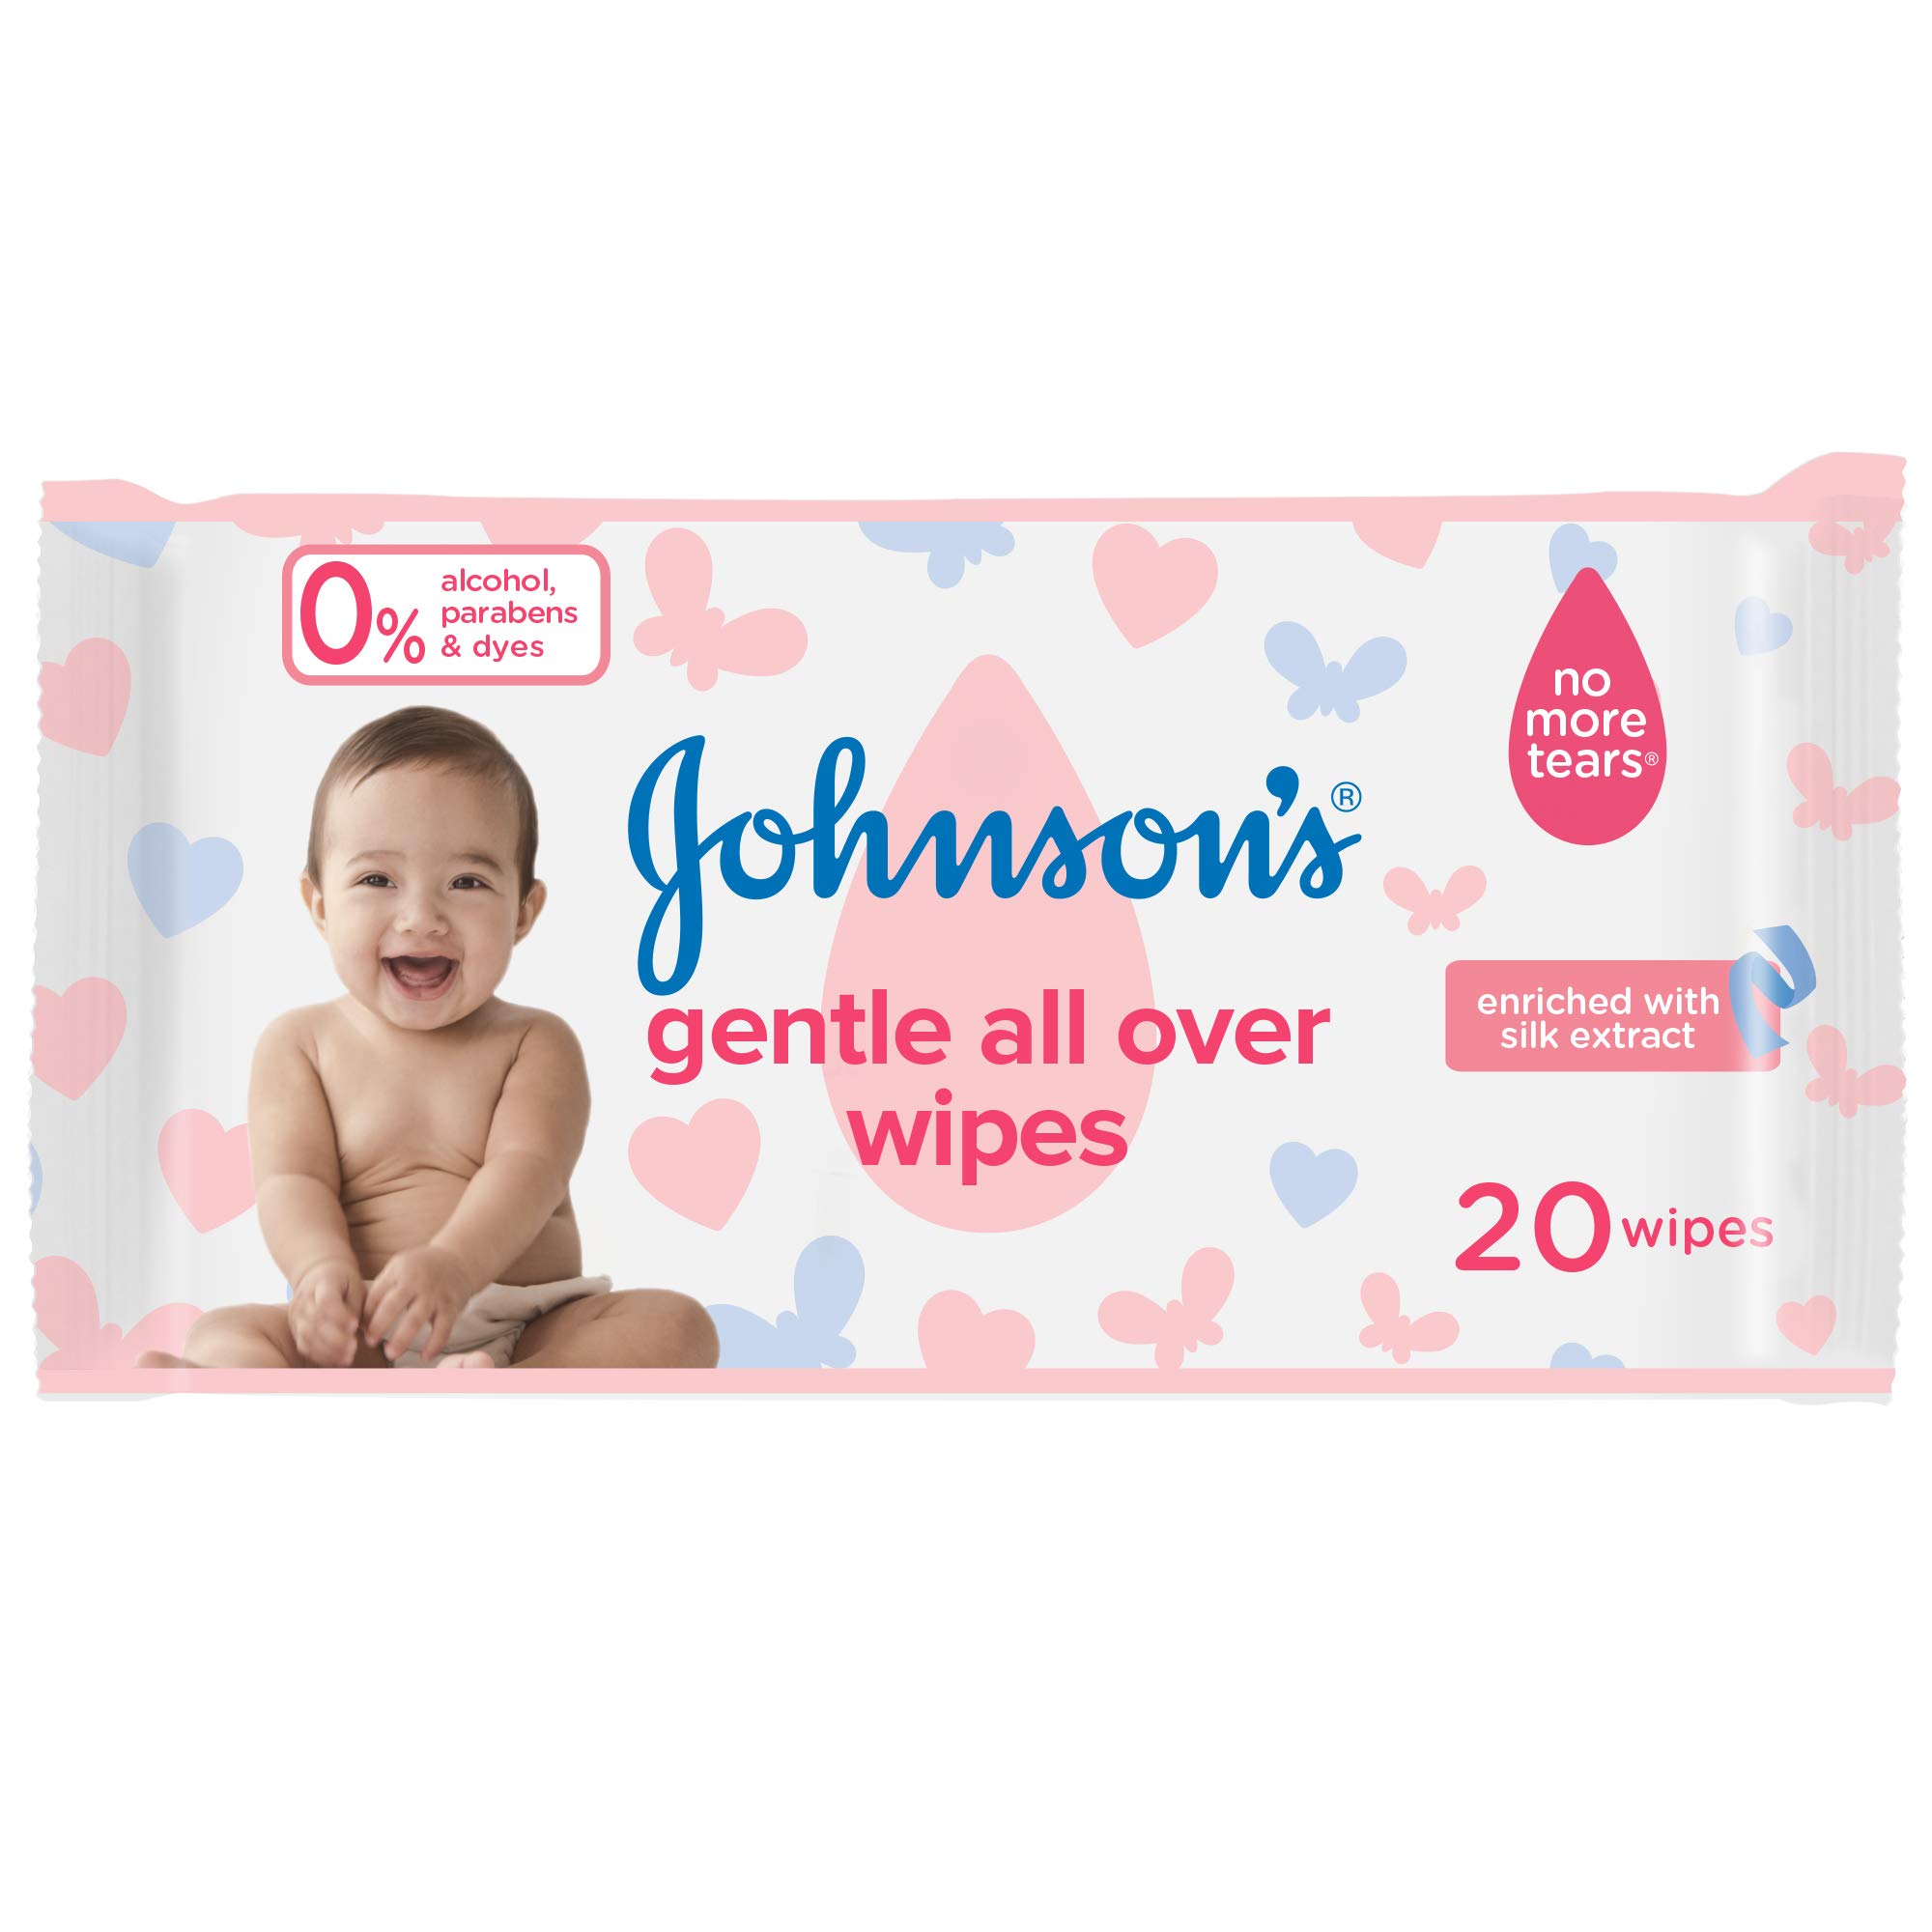 0% alcohol,
parabens
& dyes
no
more
tears®
Johnson's®
gentle all over
wipes
enriched with
silk extract
20 wipes